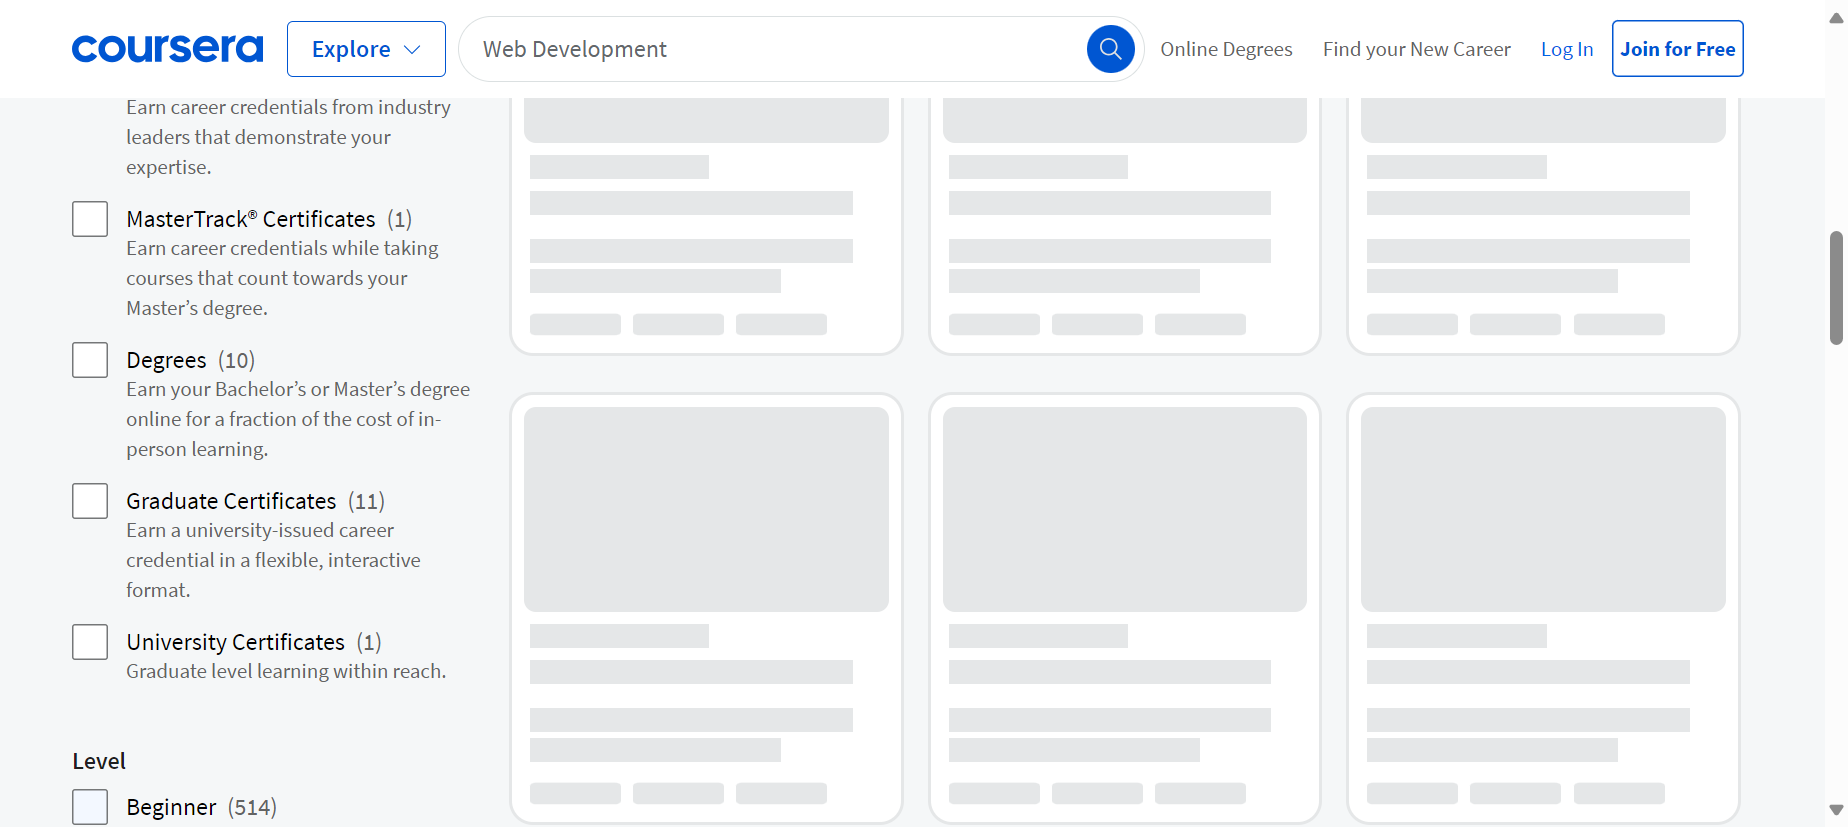 coursera
Explore
Web Development
Online Degrees
Find your New Career
Log In
Join for Free
Earn career credentials from industry
leaders that demonstrate your
expertise.
MasterTrack® Certificates (1)
Earn career credentials while taking
courses that count towards your
Master’s degree.
Degrees (10)
Earn your Bachelor’s or Master’s degree
online for a fraction of the cost of in-
person learning.
Graduate Certificates (11)
Earn a university-issued career
credential in a flexible, interactive
format.
University Certificates (1)
Graduate level learning within reach.
Level
Beginner (514)